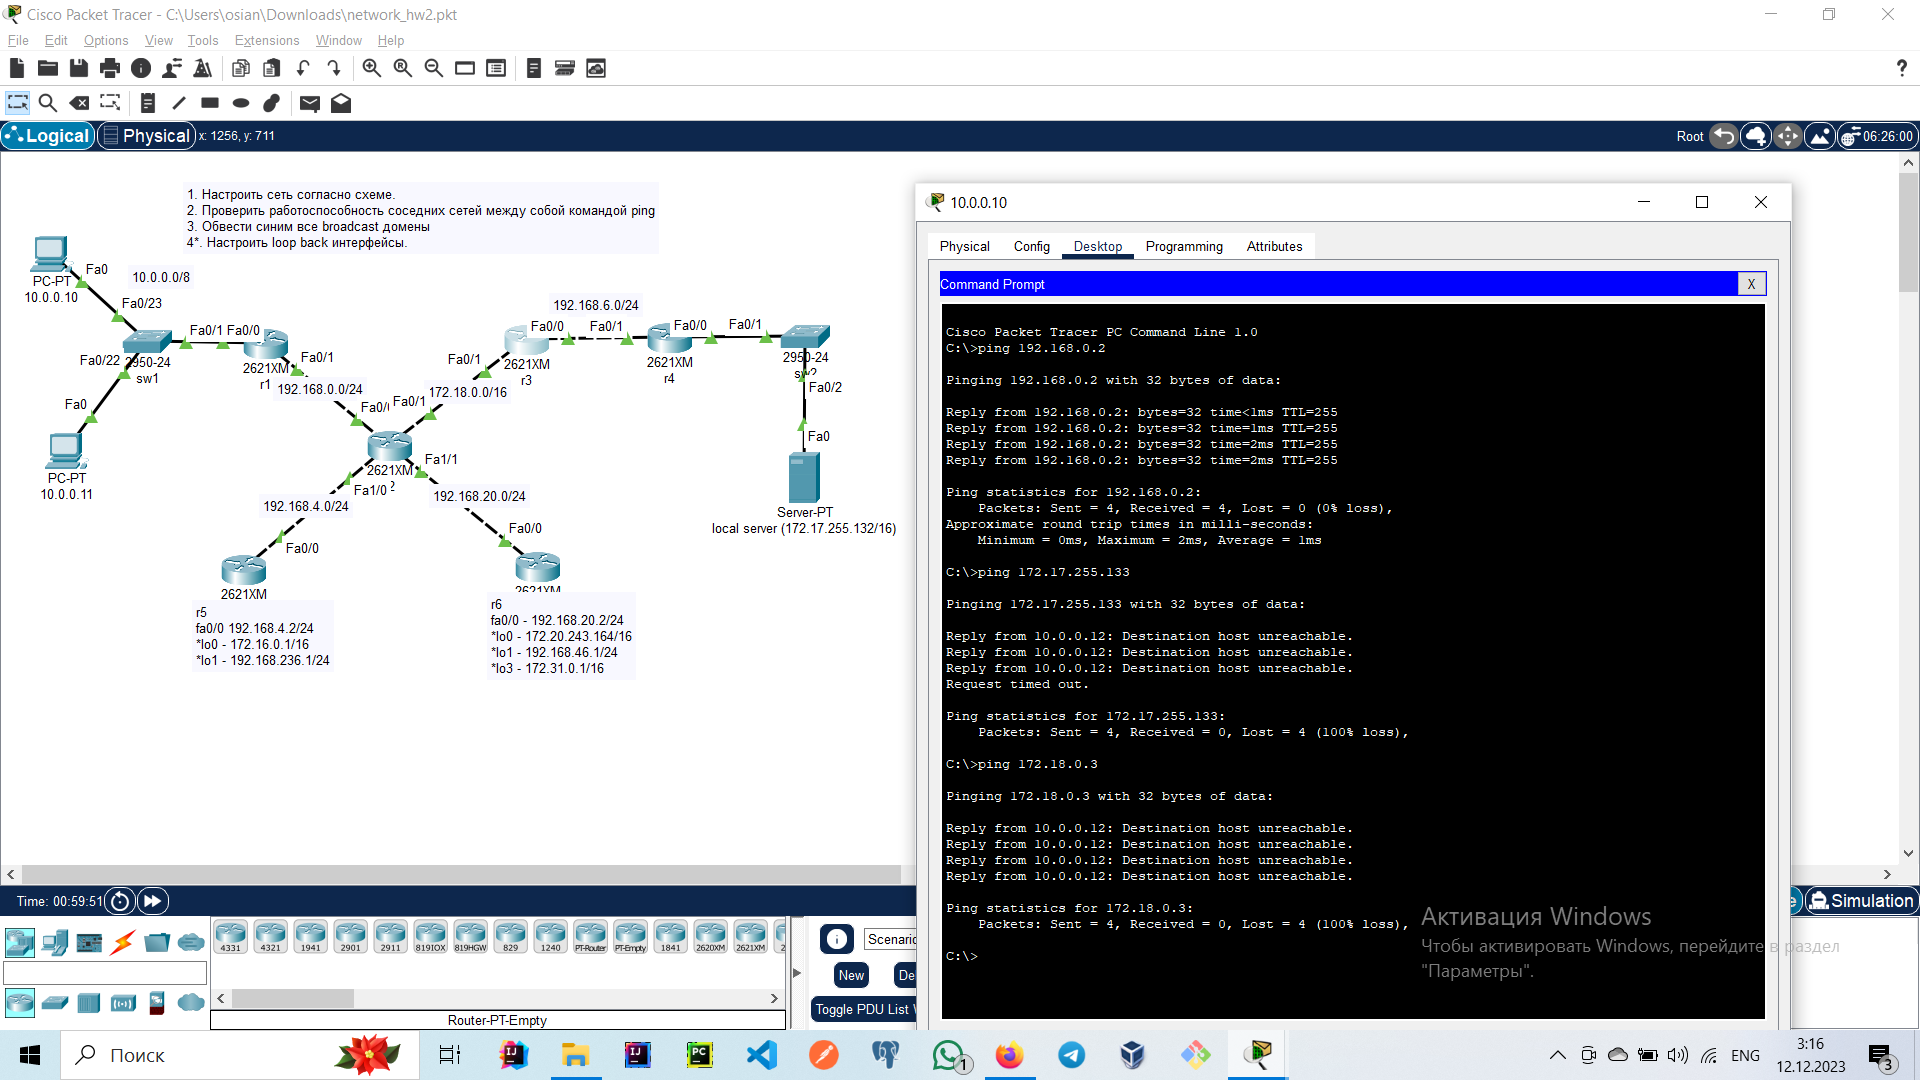 Cisco Packet Tracer - C:\Users\osian\Downloads\network_hw2.pkt
File Edit Options View Tools Extensions Window Help
?
Logical Physical x: 1256, y: 711
Root 06:26:00
1. Настроить сеть согласно схеме.
2. Проверить работоспособность соседних сетей между собой командой ping
3. Обвести синим все broadcast домены
4*. Настроить loop back интерфейсы.
Fa0
10.0.0.0/8
PC-PT
10.0.0.10
Fa0/23
Fa0/1 Fa0/0
Fa0/22
2950-24
sw1
2621XM
r1
Fa0/1
192.168.0.0/24
Fa0
PC-PT
10.0.0.11
192.168.6.0/24
Fa0/0
Fa0/1
Fa0/0
Fa0/1
Fa0/1
2621XM
r3
2621XM
r4
2950-24
Fa0/2
172.18.0.0/16
Fa0/1
2621XM
Fa1/1
Fa1/0
192.168.4.0/24
192.168.20.0/24
Fa0/0
Fa0/0
Fa0
Server-PT
local server (172.17.255.132/16)
2621XM
r5
fa0/0 192.168.4.2/24
*lo0 - 172.16.0.1/16
*lo1 - 192.168.236.1/24
2621XM
r6
fa0/0 - 192.168.20.2/24
*lo0 - 172.20.243.164/16
*lo1 - 192.168.46.1/24
*lo3 - 172.31.0.1/16
10.0.0.10
Physical Config Desktop Programming Attributes
Command Prompt
X
Cisco Packet Tracer PC Command Line 1.0
C:\>ping 192.168.0.2
Pinging 192.168.0.2 with 32 bytes of data:
Reply from 192.168.0.2: bytes=32 time<1ms TTL=255
Reply from 192.168.0.2: bytes=32 time=1ms TTL=255
Reply from 192.168.0.2: bytes=32 time=2ms TTL=255
Reply from 192.168.0.2: bytes=32 time=2ms TTL=255
Ping statistics for 192.168.0.2:
Packets: Sent = 4, Received = 4, Lost = 0 (0% loss),
Approximate round trip times in milli-seconds:
Minimum = 0ms, Maximum = 2ms, Average = 1ms
C:\>ping 172.17.255.133
Pinging 172.17.255.133 with 32 bytes of data:
Reply from 10.0.0.12: Destination host unreachable.
Reply from 10.0.0.12: Destination host unreachable.
Reply from 10.0.0.12: Destination host unreachable.
Request timed out.
Ping statistics for 172.17.255.133:
Packets: Sent = 4, Received = 0, Lost = 4 (100% loss),
C:\>ping 172.18.0.3
Pinging 172.18.0.3 with 32 bytes of data:
Reply from 10.0.0.12: Destination host unreachable.
Reply from 10.0.0.12: Destination host unreachable.
Reply from 10.0.0.12: Destination host unreachable.
Reply from 10.0.0.12: Destination host unreachable.
Ping statistics for 172.18.0.3:
Packets: Sent = 4, Received = 0, Lost = 4 (100% loss),
C:\>
Активация Windows
Чтобы активировать Windows, перейдите в раздел
"Параметры".
Time: 00:59:51
Simulation
4331 4321 1941 2901 2911 819IOX 819HGW 829 1240 PT-Router PT-Empty 1841 2620XM 2621XM
Router-PT-Empty
New
Toggle PDU List
Поиск
1
ENG
3:16
12.12.2023
3